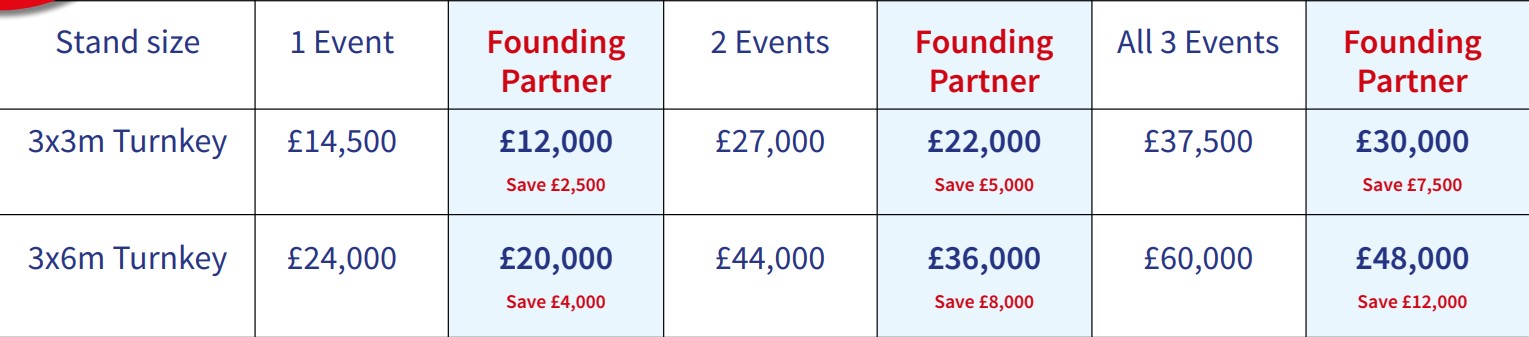 Stand size
1 Event
Founding
Partner
2 Events
Founding
Partner
All 3 Events
Founding
Partner
3x3m Turnkey
£14,500
£12,000
Save £2,500
£27,000
£22,000
Save £5,000
£37,500
£30,000
Save £7,500
3x6m Turnkey
£24,000
£20,000
Save £4,000
£44,000
£36,000
Save £8,000
£60,000
£48,000
Save £12,000